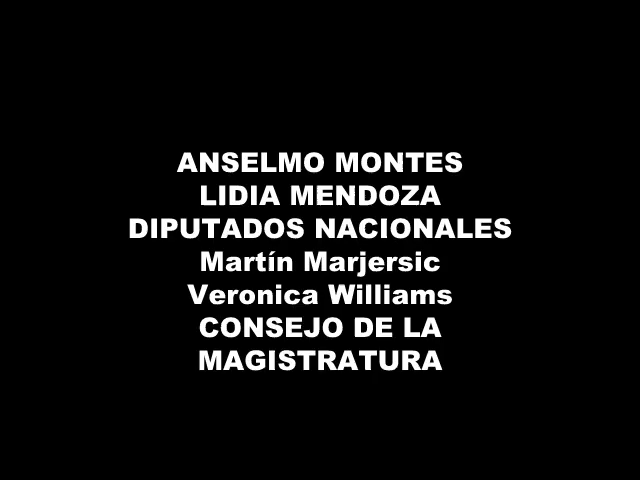 ANSELMO MONTES
LIDIA MENDOZA
DIPUTADOS NACIONALES
Martín Marjersic
Veronica Williams
CONSEJO DE LA
MAGISTRATURA